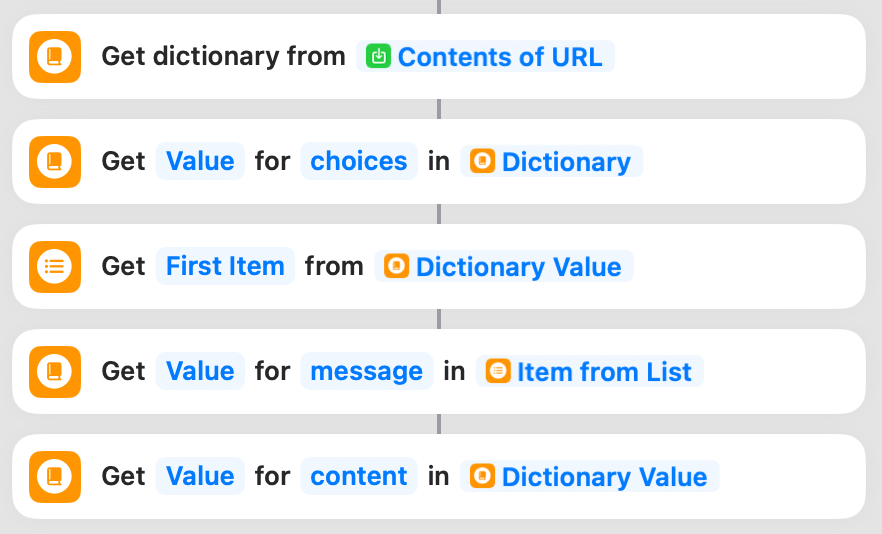 Get dictionary from Contents of URL
Get Value for choices in Dictionary
Get First Item from Dictionary Value
Get Value for message in Item from List
Get Value for content in Dictionary Value